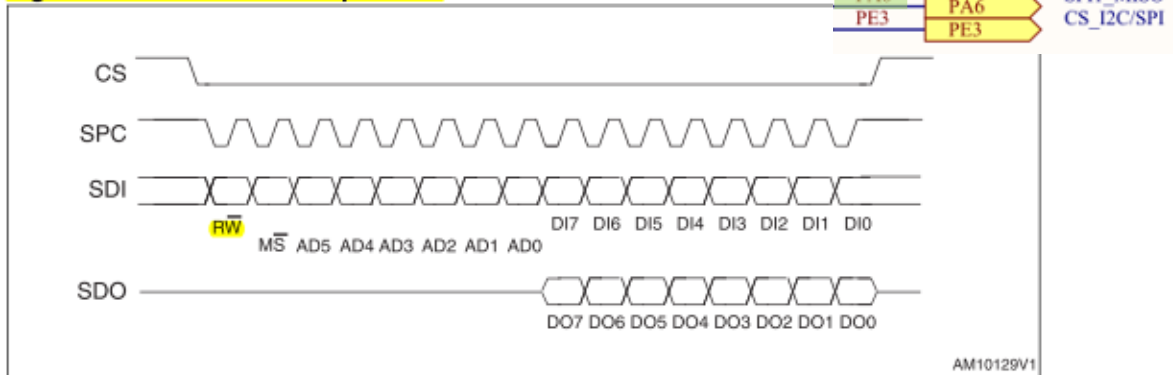 PA6
PE3
PE3
CS_I2C/SPI
CS
SPC
SDI
RW
DI7 DI6 DI5 DI4 DI3 DI2 DI1 DI0
MS AD5 AD4 AD3 AD2 AD1 AD0
SDO
DO7 DO6 DO5 DO4 DO3 DO2 DO1 DO0
AM10129V1